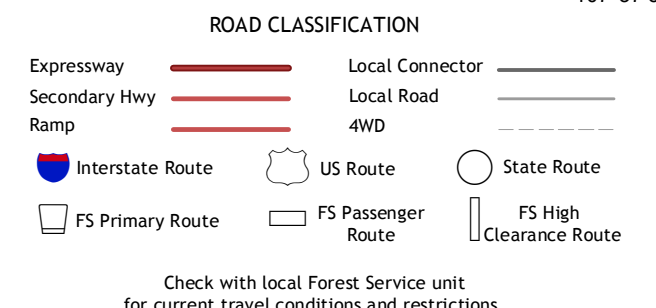 ROAD CLASSIFICATION
Expressway
Local Connector
Secondary Hwy
Local Road
Ramp
4WD
Interstate Route
US Route
State Route
FS Primary Route
FS Passenger
Route
FS High
Clearance Route
Check with local Forest Service unit
for current travel conditions and restrictions